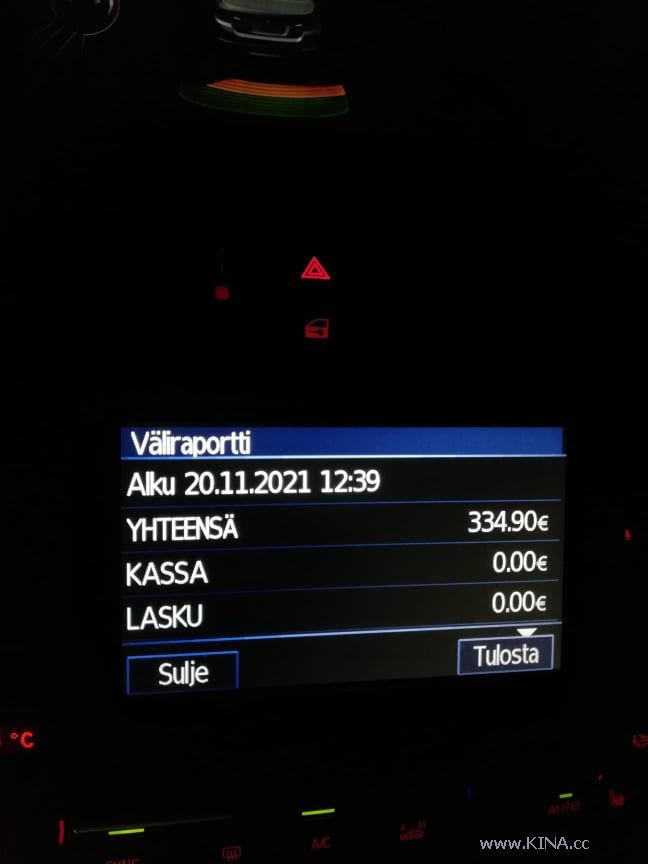 Väliraportti
Alku 20.11.2021 12:39
YHTEENSÄ 334.90€
KASSA 0.00€
LASKU 0.00€
Sulje Tulosta
°C
AUTO
A/C
SYNC
www.KINA.cc